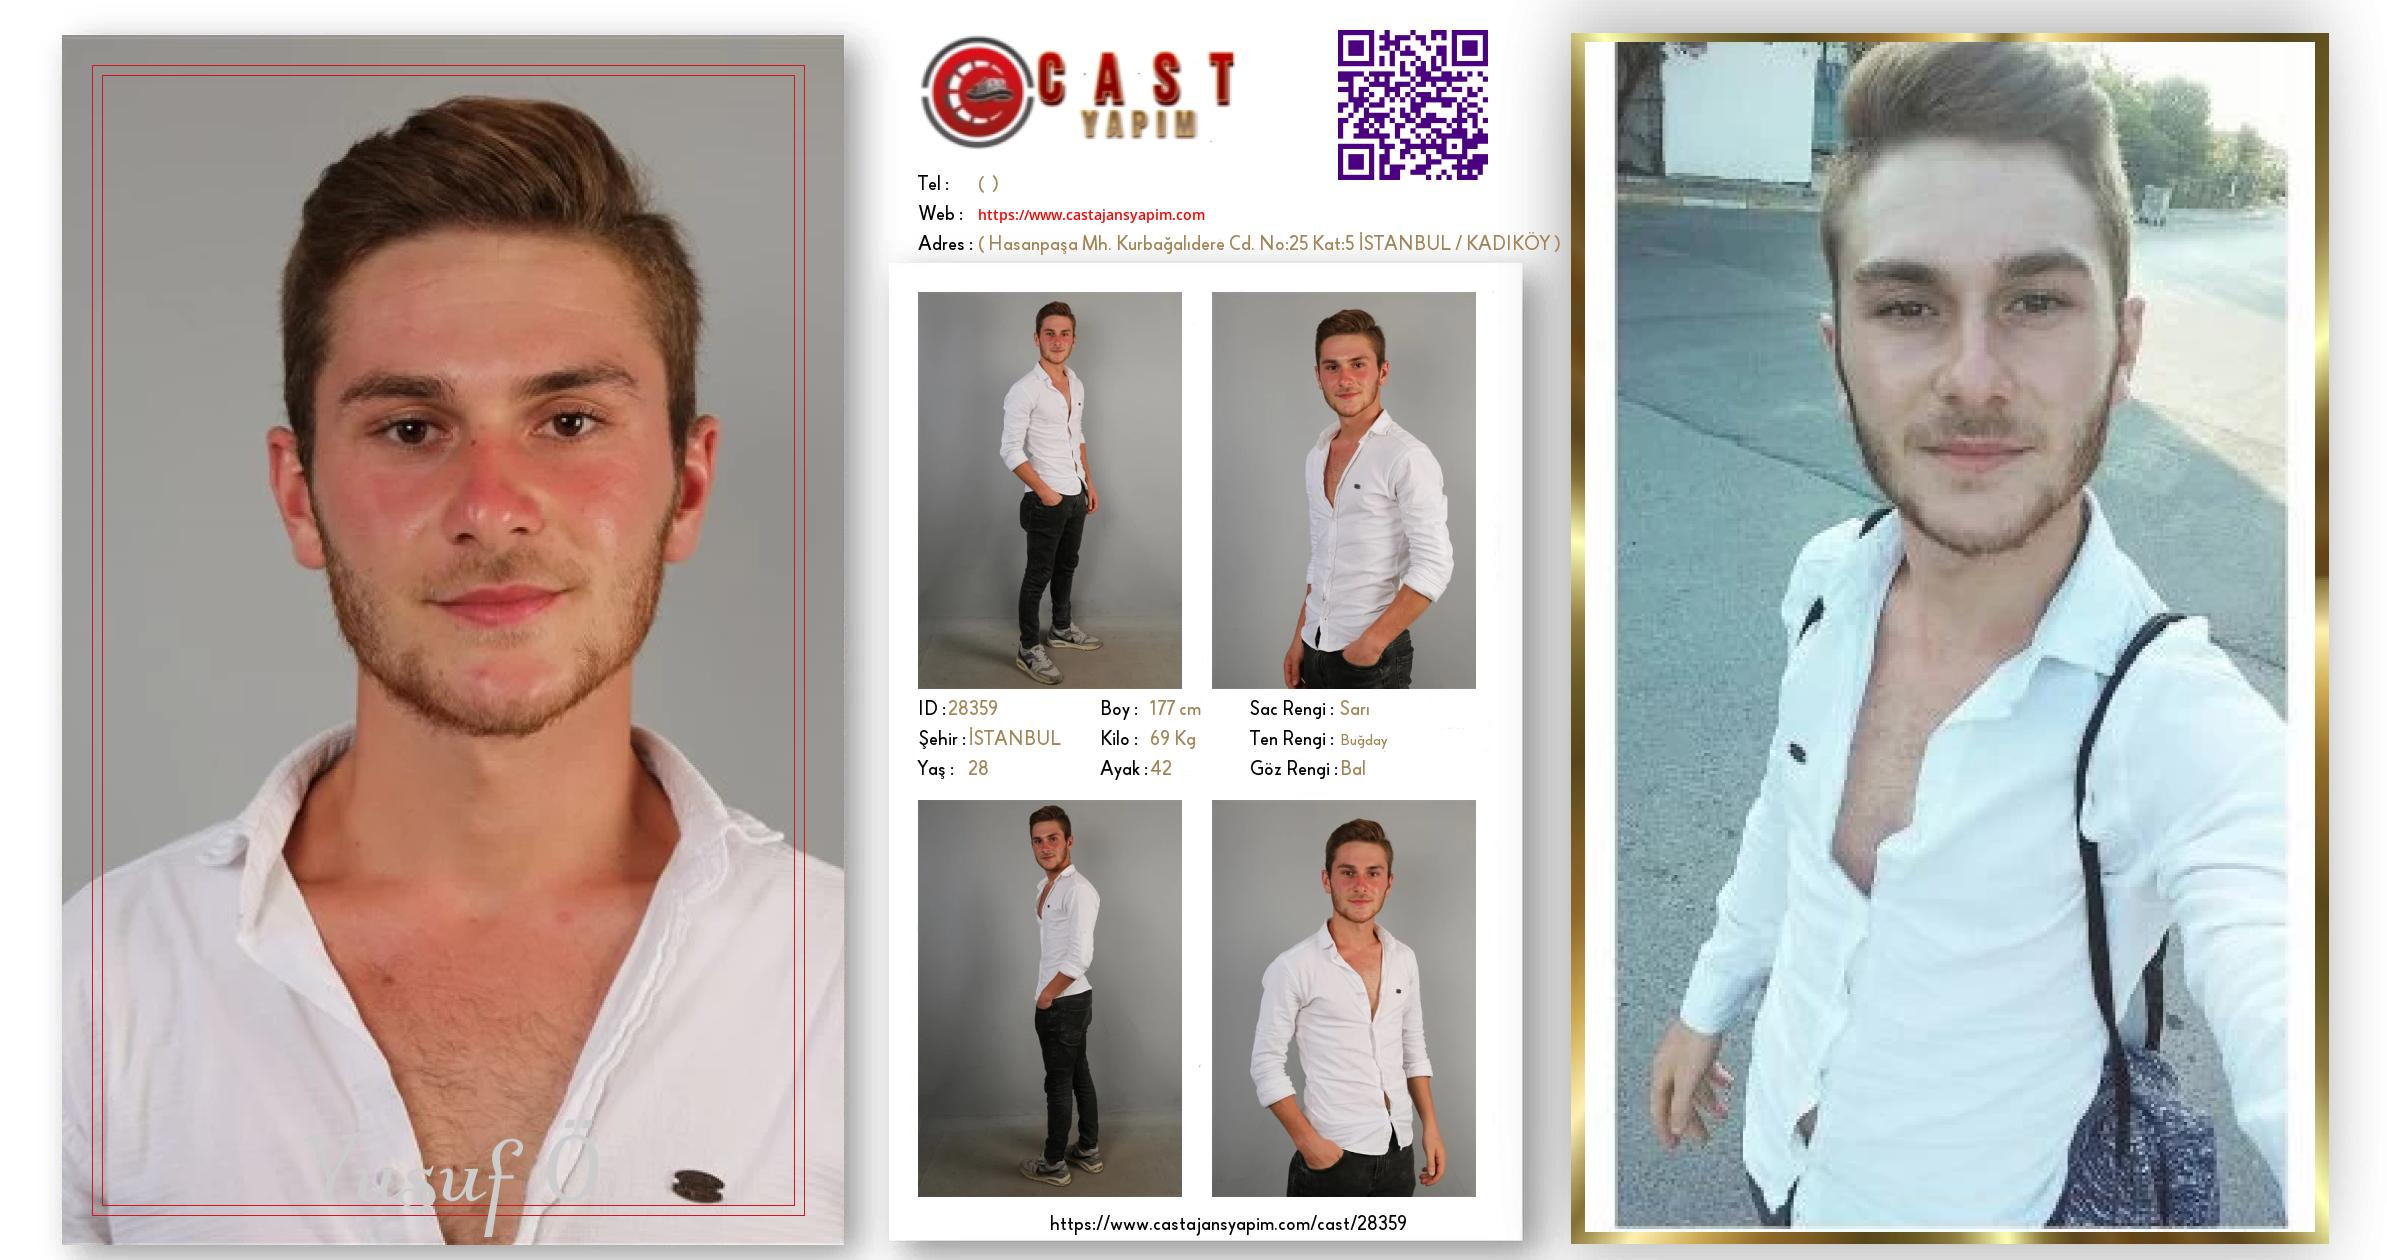 Yusuf Ö
CAST
YAPIM
Tel : ( )
Web : https://www.castajansyapim.com
Adres : ( Hasanpaşa Mh. Kurbağalıdere Cd. No:25 Kat:5 İSTANBUL / KADIKÖY )
ID : 28359 Boy : 177 cm Sac Rengi : Sarı
Şehir : İSTANBUL Kilo : 69 Kg Ten Rengi : Buğday
Yaş : 28 Ayak : 42 Göz Rengi : Bal
https://www.castajansyapim.com/cast/28359